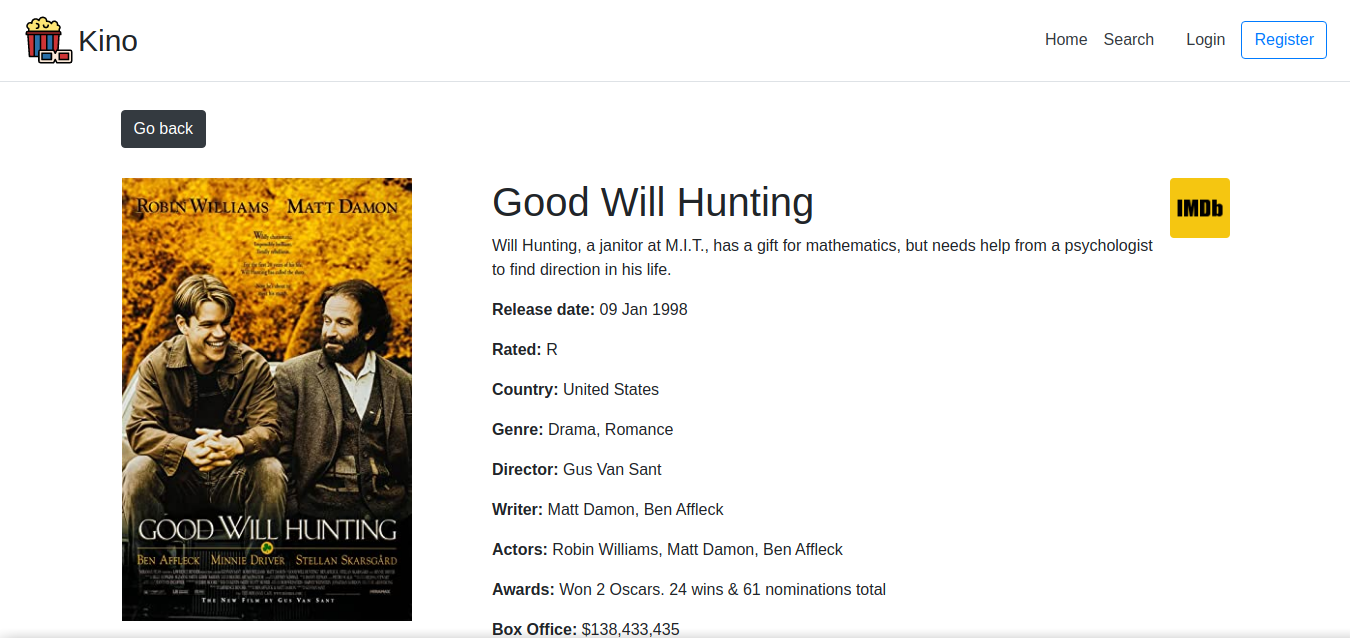 Kino
Home
Search
Login
Register
Go back
ROBIN WILLIAMS MATT DAMON
GOOD WILL HUNTING
BEN AFFLECK MINNIE DRIVER STELLAN SKARSGÅRD
THE NEW FILM BY GUS VAN SANT
Good Will Hunting
IMDb
Will Hunting, a janitor at M.I.T., has a gift for mathematics, but needs help from a psychologist
to find direction in his life.
Release date: 09 Jan 1998
Rated: R
Country: United States
Genre: Drama, Romance
Director: Gus Van Sant
Writer: Matt Damon, Ben Affleck
Actors: Robin Williams, Matt Damon, Ben Affleck
Awards: Won 2 Oscars. 24 wins & 61 nominations total
Box Office: $138,433,435